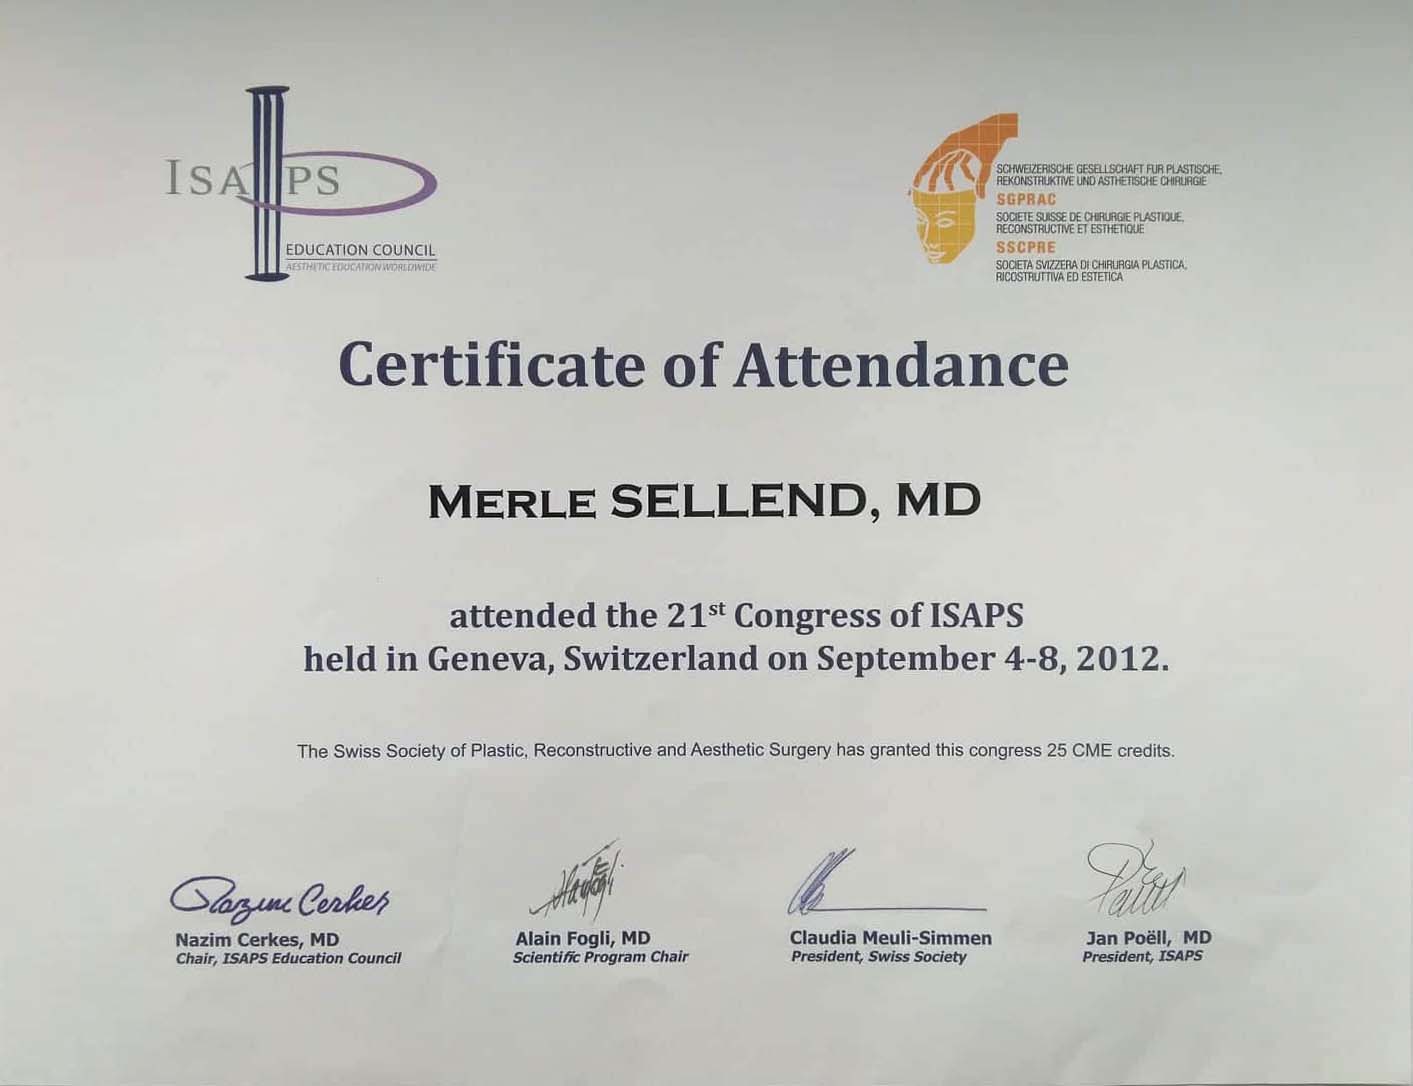 ISAPS
EDUCATION COUNCIL
AESTHETIC EDUCATION WORLDWIDE
SCHWEIZERISCHE GESELLSCHAFT FUR PLASTISCHE,
REKONSTRUKTIVE UND ASTHETISCHE CHIRURGIE
SGPRAC
SOCIETE SUISSE DE CHIRURGIE PLASTIQUE,
RECONSTRUCTIVE ET ESTHETIQUE
SSCPRE
SOCIETA SVIZZERA DI CHIRURGIA PLASTICA,
RICOSTRUTTIVA ED ESTETICA
Certificate of Attendance
MERLE SELLEND, MD
attended the 21st Congress of ISAPS
held in Geneva, Switzerland on September 4-8, 2012.
The Swiss Society of Plastic, Reconstructive and Aesthetic Surgery has granted this congress 25 CME credits.
Nazim Cerkes
Nazim Cerkes, MD
Chair, ISAPS Education Council
Alain Fogli, MD
Scientific Program Chair
Claudia Meuli-Simmen
President, Swiss Society
Jan Poëll, MD
President, ISAPS